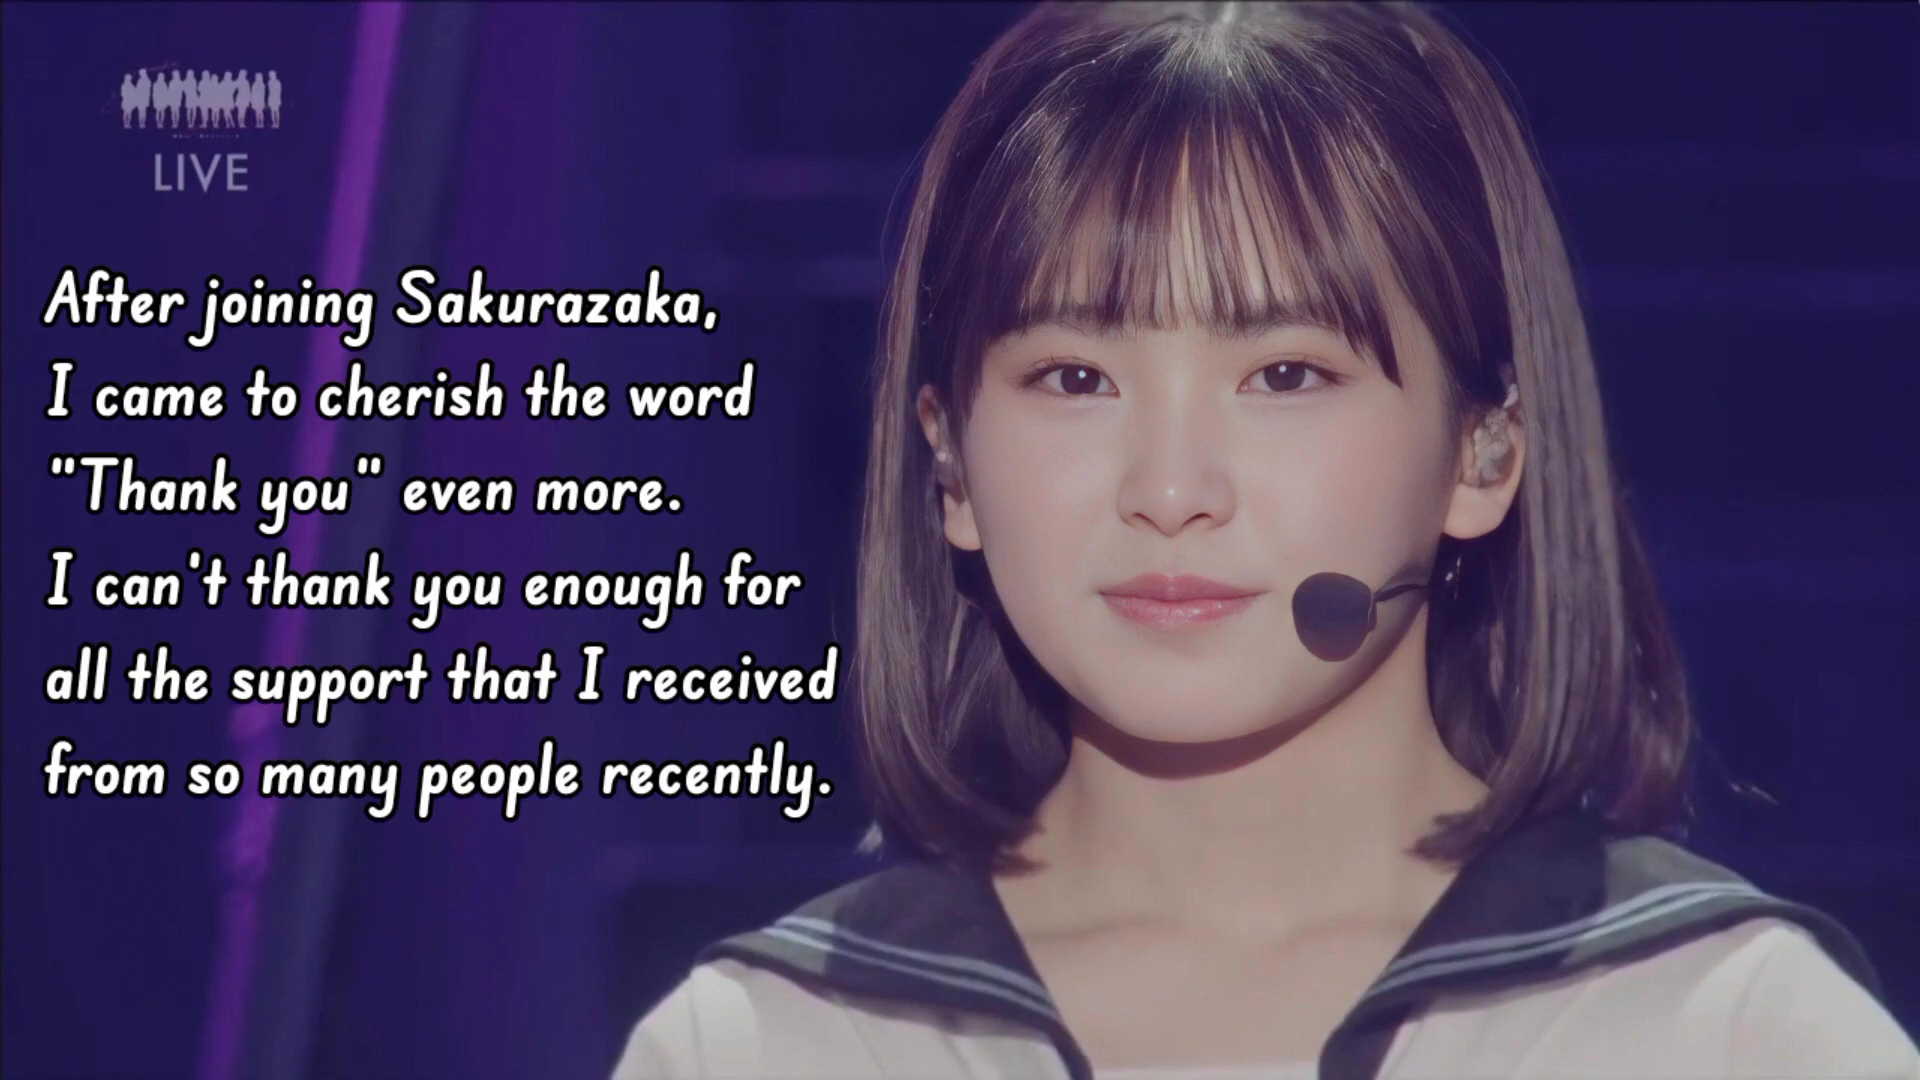 LIVE
After joining Sakurazaka,
I came to cherish the word
"Thank you" even more.
I can't thank you enough for
all the support that I received
from so many people recently.